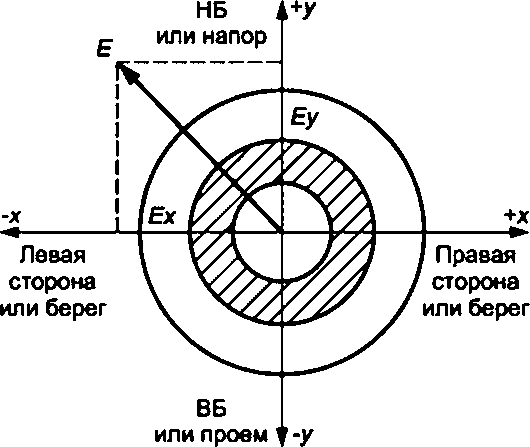 НБ
или напор
+y
E
Ey
Ex
-x
+x
Левая
сторона
или берег
Правая
сторона
или берег
ВБ
или проем
-y